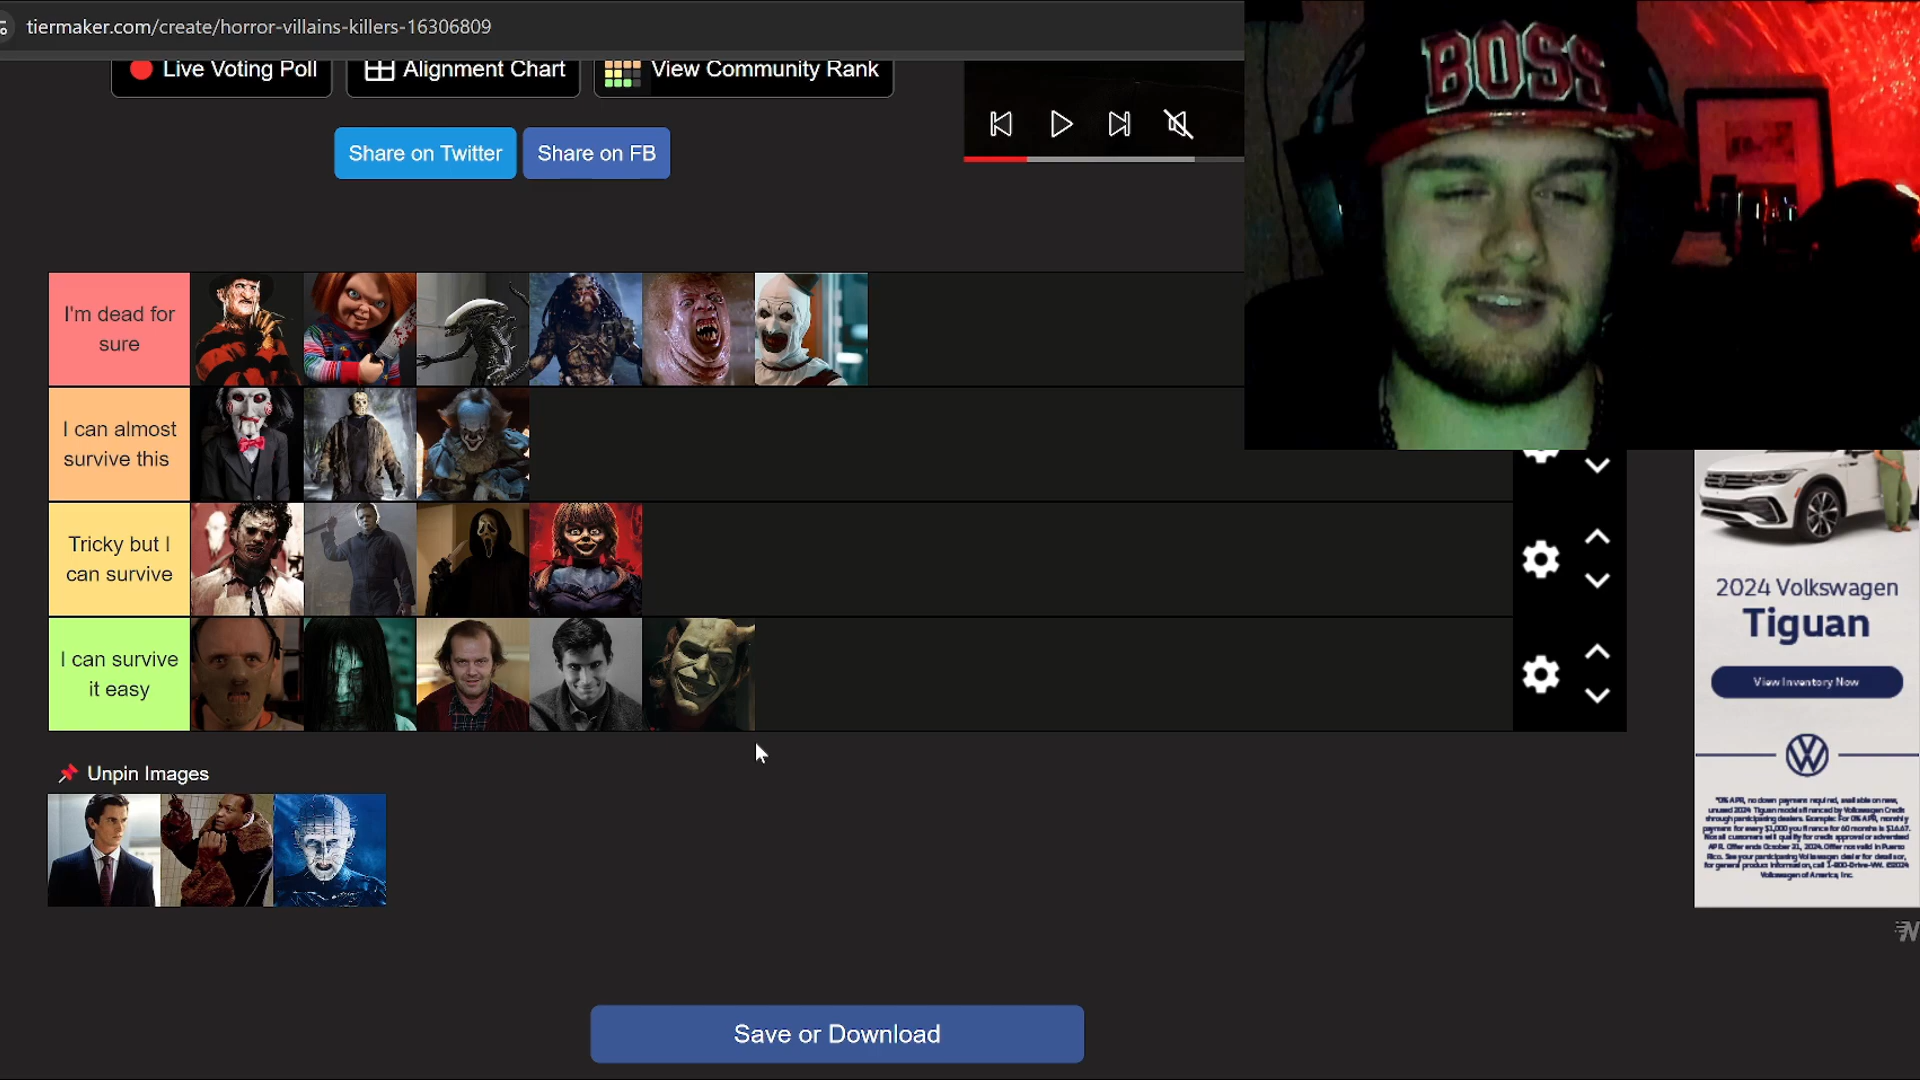 tiermaker.com/create/horror-villains-killers-16306809
Live Voting Poll
Alignment Chart
View Community Rank
Share on Twitter
Share on FB
BOSS
I'm dead for
sure
I can almost
survive this
Tricky but I
can survive
I can survive
it easy
2024 Volkswagen
Tiguan
View Inventory Now
Unpin Images
Save or Download